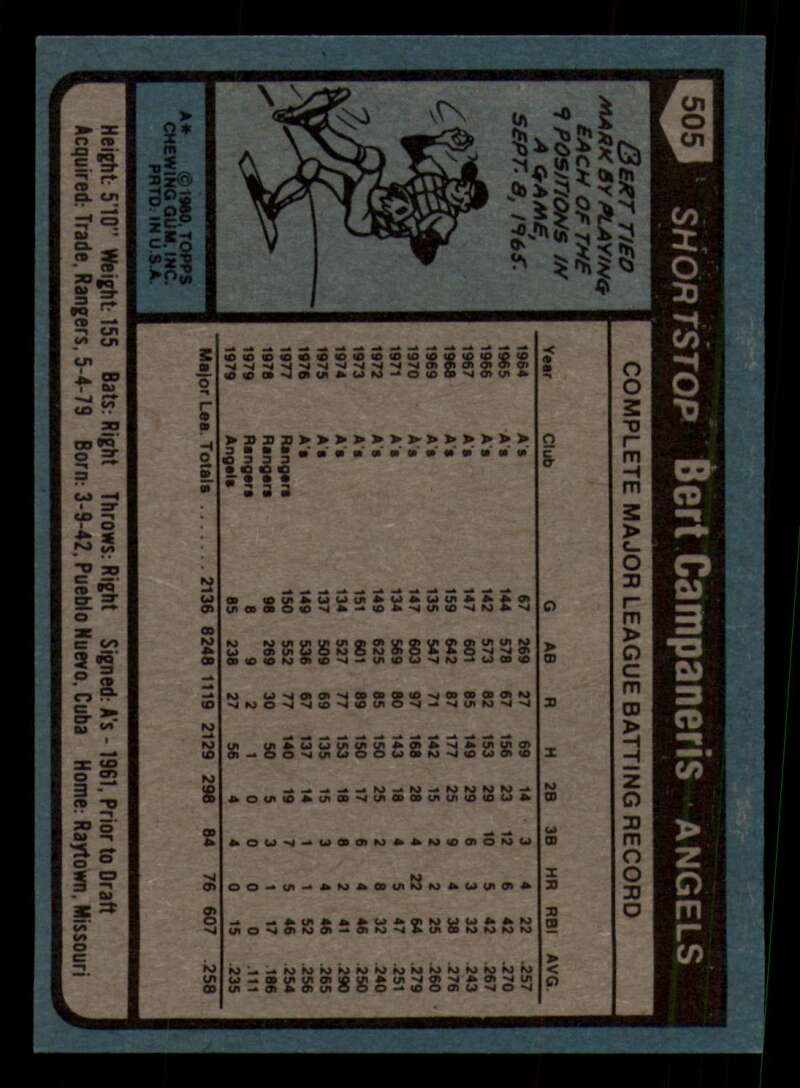 505 SHORTSTOP Bert Campaneris • ANGELS
BERT TIED
MARK BY PLAYING
EACH OF THE
9 POSITIONS IN
A GAME,
SEPT. 8, 1965.
A* © 1980 TOPPS
CHEWING GUM, INC.
PRTD. IN U.S.A.
COMPLETE MAJOR LEAGUE BATTING RECORD
Year Club G AB R H 2B 3B HR RBI AVG.
1964 A's 67 269 27 69 14 3 4 22 .257
1965 A's 144 578 67 156 23 12 6 42 .270
1966 A's 142 573 82 153 29 10 5 42 .267
1967 A's 147 601 85 149 29 6 3 32 .243
1968 A's 159 642 87 177 25 9 4 38 .276
1969 A's 135 547 71 142 15 2 2 25 .260
1970 A's 147 603 97 168 28 4 22 64 .279
1971 A's 134 569 80 143 18 4 5 47 .251
1972 A's 149 625 85 150 25 2 8 32 .240
1973 A's 151 601 89 150 17 6 4 46 .250
1974 A's 134 527 77 153 18 8 2 41 .290
1975 A's 137 509 69 135 15 3 4 46 .265
1976 A's 149 536 67 137 14 1 1 52 .256
1977 Rangers 150 552 77 140 19 7 5 46 .254
1978 Rangers 98 269 30 50 5 3 1 17 .186
1979 Rangers 8 9 2 1 0 0 0 0 .111
1979 Angels 85 238 27 56 4 4 0 15 .235
Major Lea. Totals ........ 2136 8248 1119 2129 298 84 76 607 .258
Height: 5'10" Weight: 155 Bats: Right Throws: Right Signed: A's - 1961, Prior to Draft
Acquired: Trade, Rangers, 5-4-79 Born: 3-9-42, Pueblo Nuevo, Cuba Home: Raytown, Missouri